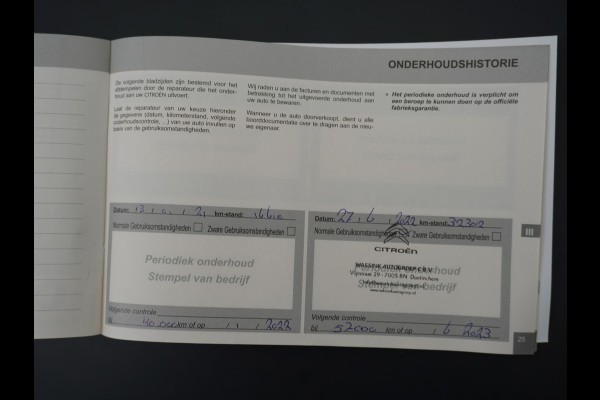 ONDERHOUDSHISTORIE
De volgende bladzijden zijn bestemd voor het
afstempelen door de reparateur die het onder-
houd aan uw CITROËN uitvoert.
Laat de reparateur van uw keuze hieronder
de gegevens (datum, kilometerstand, volgende
onderhoudscontrole, ...) van uw auto invullen op
basis van de gebruiksomstandigheden.
Wij raden u aan de facturen en documenten met
betrekking tot het uitgevoerde onderhoud aan
uw auto te bewaren.
Wanneer u de auto doorverkoopt, dient u alle
boorddocumentatie over te dragen aan de nieu-
we eigenaar.
Het periodieke onderhoud is verplicht om
een beroep te kunnen doen op de officiële
fabrieksgarantie.
Datum: km-stand:
Normale Gebruiksomstandigheden Zware Gebruiksomstandigheden
Periodiek onderhoud
Stempel van bedrijf
Volgende controle
bij 40.000 km of op 2022
Datum: 27 6 2022 km-stand: 32302
Normale Gebruiksomstandigheden Zware Gebruiksomstandigheden
CITROËN
Stempel van bedrijf
Volgende controle
bij 52000 km of op 6 2023
III
25